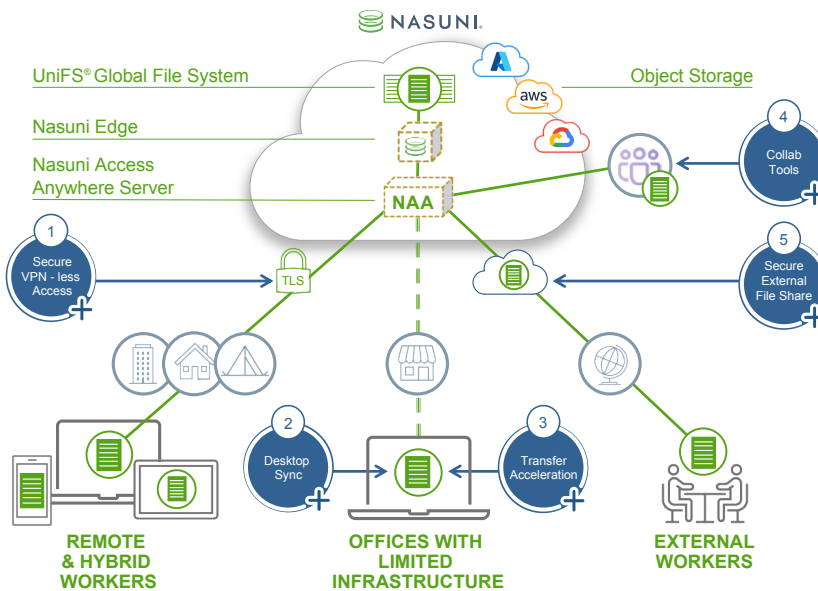 NASUNI®
UniFS® Global File System
Object Storage
aws
Nasuni Edge
Nasuni Access
Anywhere Server
NAA
4
Collab
Tools
1
Secure
VPN - less
Access
TLS
5
Secure
External
File Share
2
Desktop
Sync
3
Transfer
Acceleration
REMOTE
& HYBRID
WORKERS
OFFICES WITH
LIMITED
INFRASTRUCTURE
EXTERNAL
WORKERS